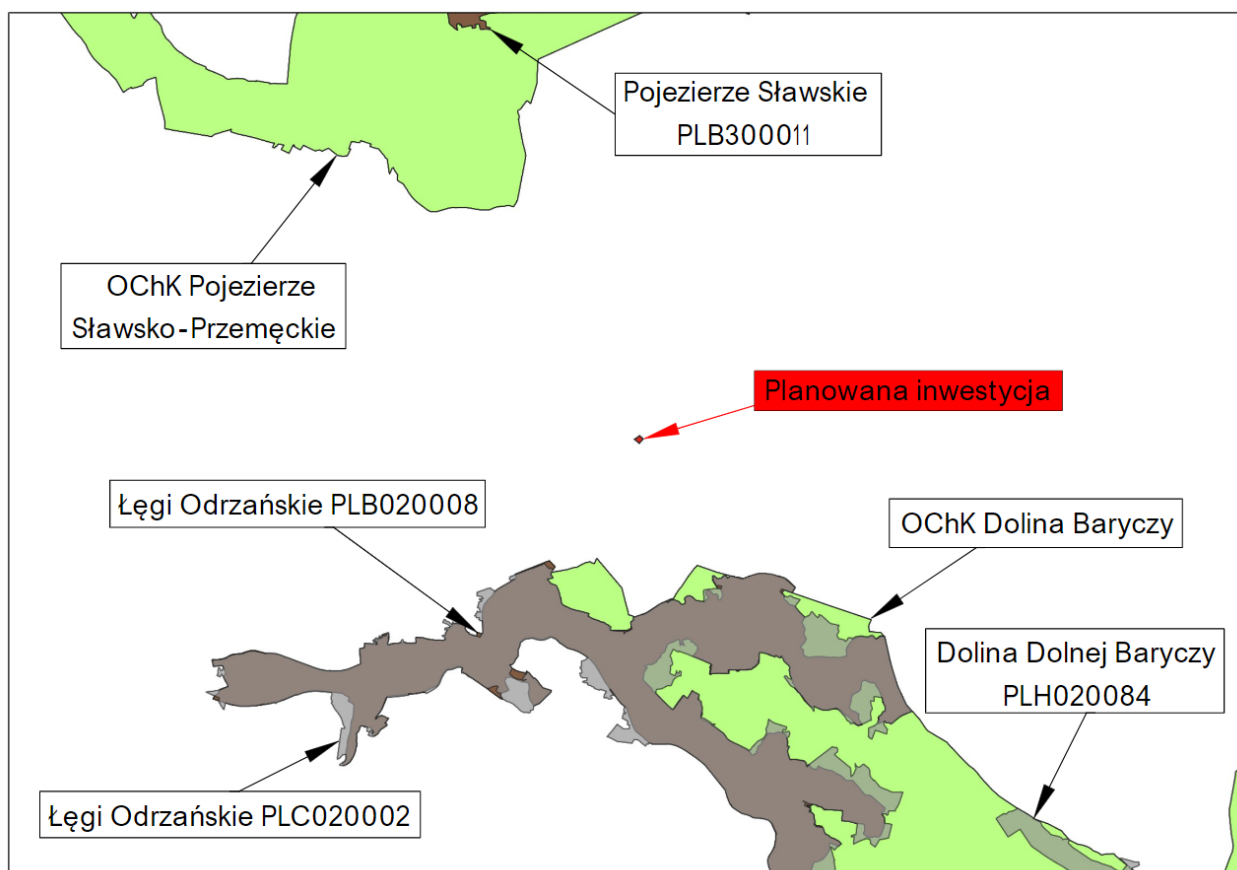 Pojezierze Sławskie
PLB300011
OChK Pojezierze
Sławsko-Przemęckie
Planowana inwestycja
Łęgi Odrzańskie PLB020008
OChK Dolina Baryczy
Dolina Dolnej Baryczy
PLH020084
Łęgi Odrzańskie PLC020002